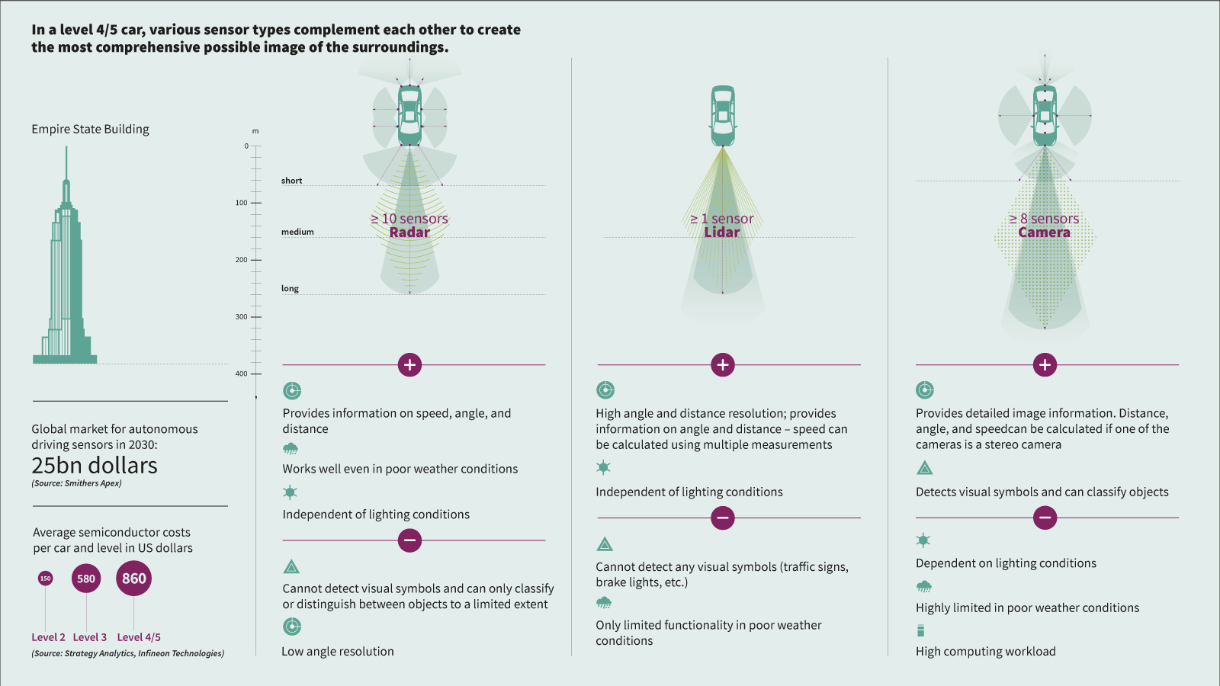 In a level 4/5 car, various sensor types complement each other to create
the most comprehensive possible image of the surroundings.
Empire State Building
m
0
100
200
300
400
Global market for autonomous
driving sensors in 2030:
25bn dollars
(Source: Smithers Apex)
Average semiconductor costs
per car and level in US dollars
150 580 860
Level 2 Level 3 Level 4/5
(Source: Strategy Analytics, Infineon Technologies)
short
medium
long
≥ 10 sensors
Radar
+
Provides information on speed, angle, and
distance
Works well even in poor weather conditions
Independent of lighting conditions
−
Cannot detect visual symbols and can only classify
or distinguish between objects to a limited extent
Low angle resolution
≥ 1 sensor
Lidar
+
High angle and distance resolution; provides
information on angle and distance – speed can
be calculated using multiple measurements
Independent of lighting conditions
−
Cannot detect any visual symbols (traffic signs,
brake lights, etc.)
Only limited functionality in poor weather
conditions
≥ 8 sensors
Camera
+
Provides detailed image information. Distance,
angle, and speedcan be calculated if one of the
cameras is a stereo camera
Detects visual symbols and can classify objects
−
Dependent on lighting conditions
Highly limited in poor weather conditions
High computing workload